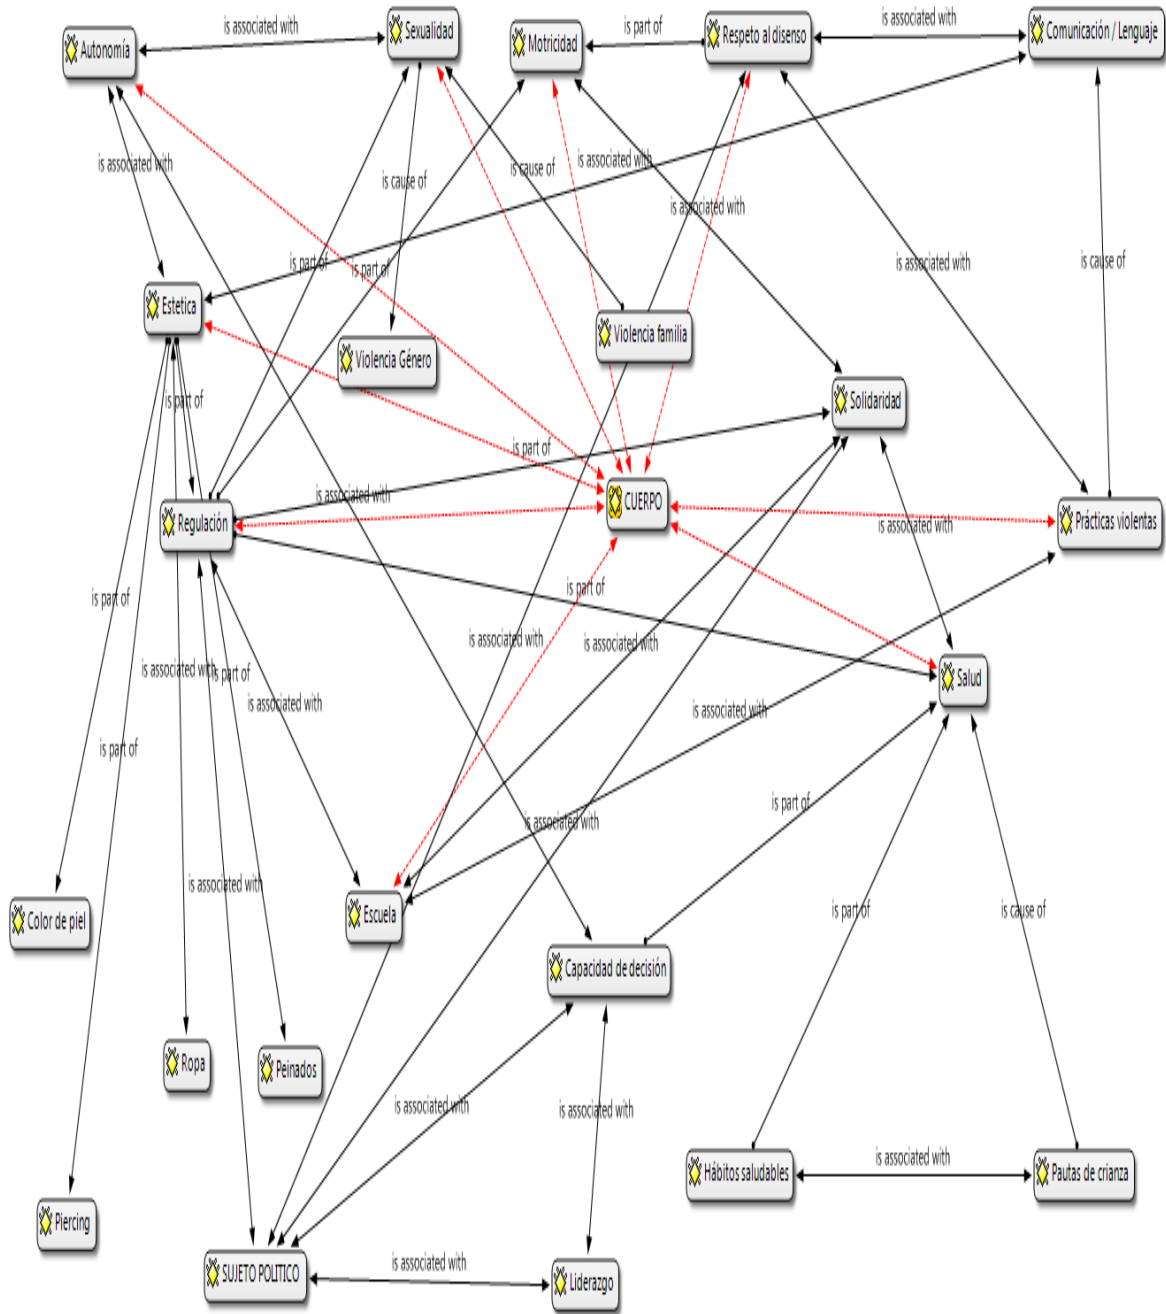 Autonomía
is associated with
Sexualidad
Motricidad
is part of
Respeto al disenso
is associated with
Comunicación / Lenguaje
is associated with
is cause of
is cause of
is associated with
is associated with
is part of
is part of
is associated with
is cause of
Estetica
Violencia Género
Violencia familia
is part of
Solidaridad
is part of
is associated with
Regulación
CUERPO
is associated with
Prácticas violentas
is part of
is part of
is associated with
is associated with
is associated with
is part of
is associated with
Salud
is associated with
is part of
is part of
is associated with
is associated with
Color de piel
Escuela
is part of
is cause of
Capacidad de decisión
Ropa
Peinados
is associated with
is associated with
Hábitos saludables
is associated with
Pautas de crianza
Piercing
SUJETO POLITICO
is associated with
Liderazgo